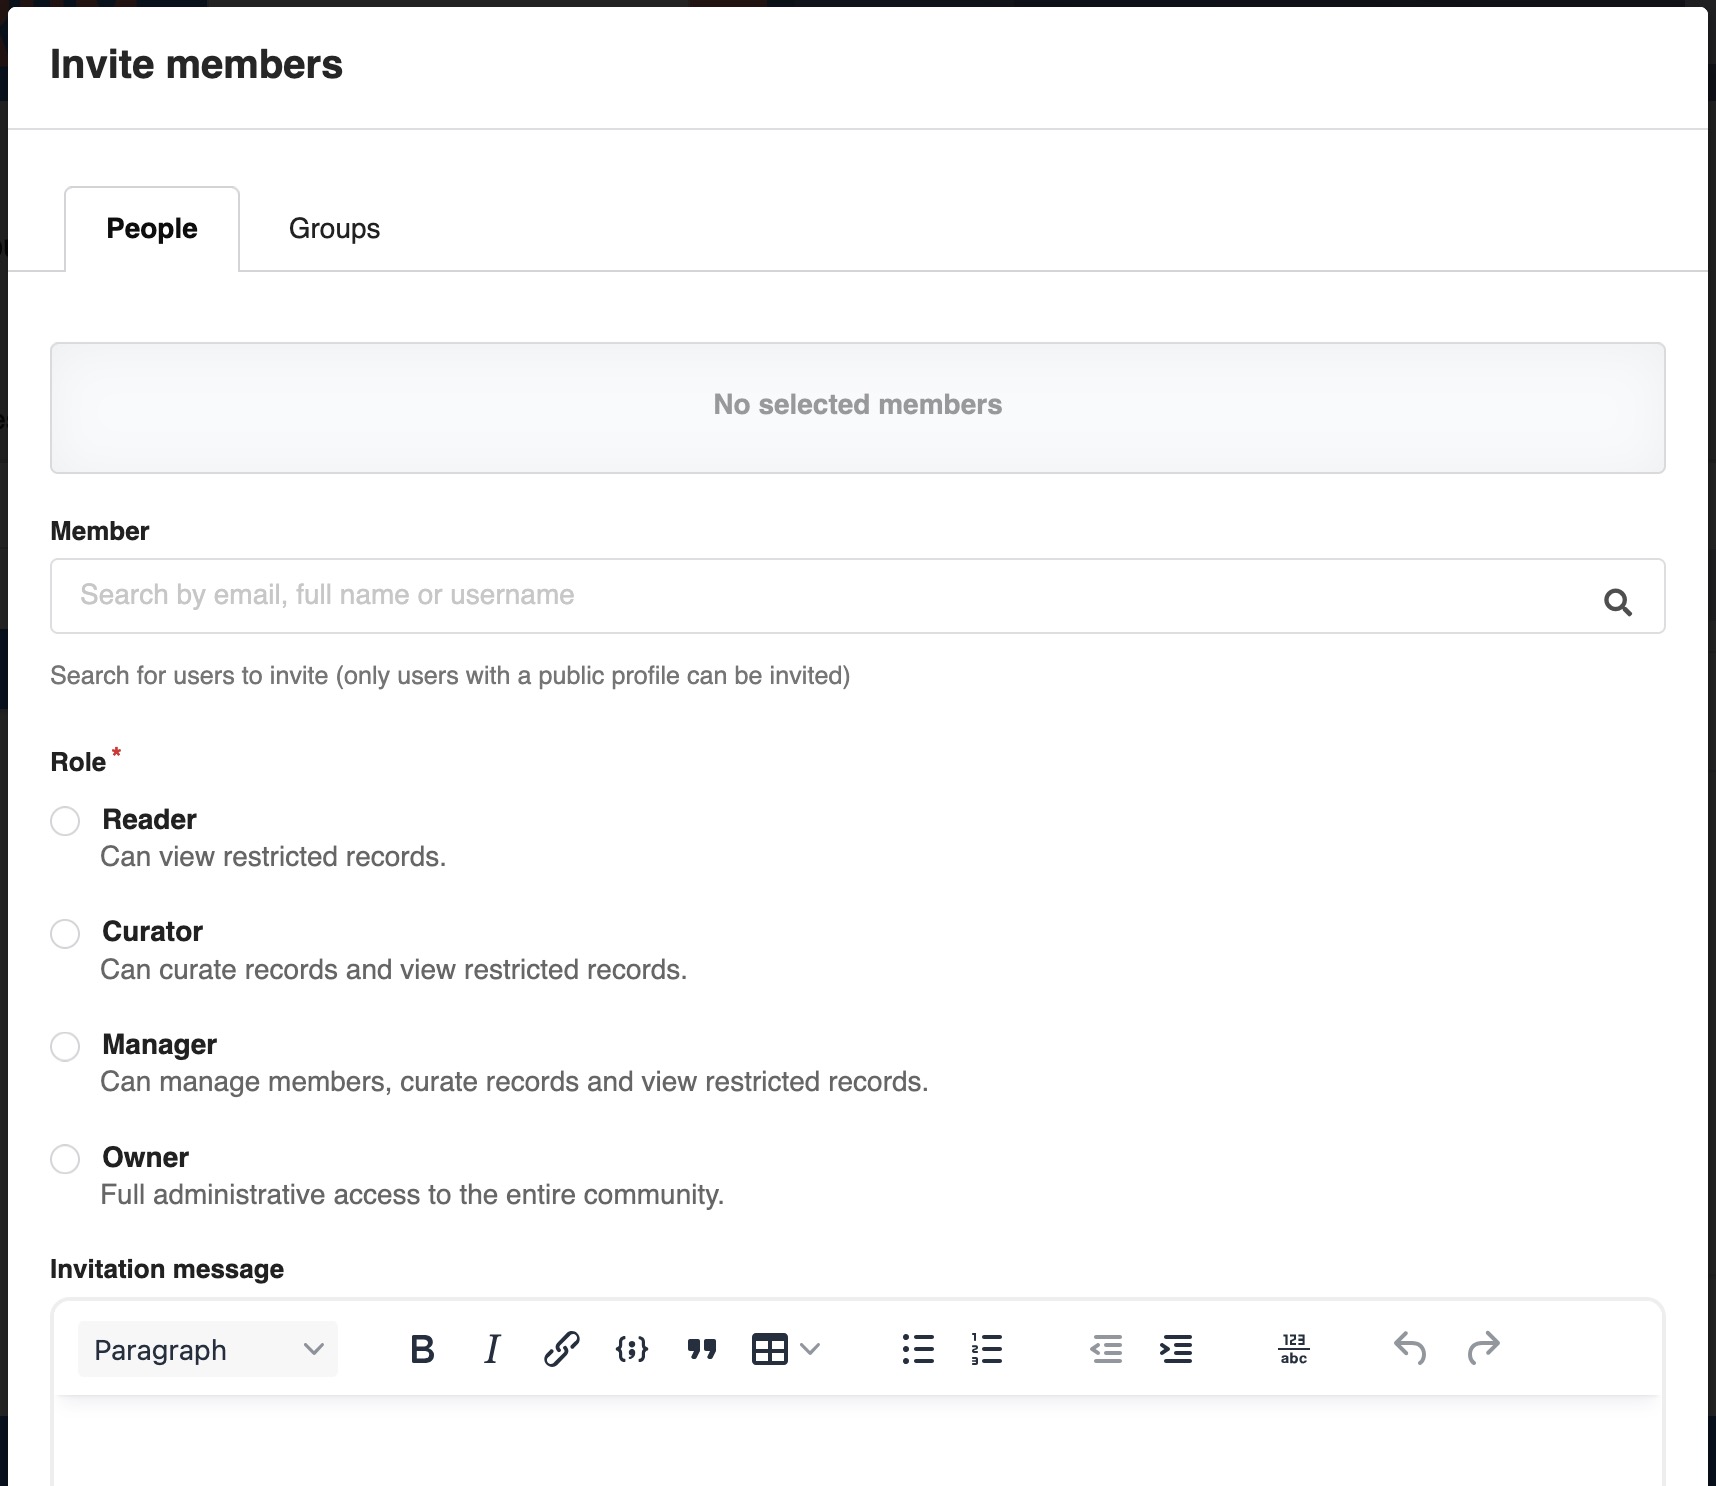 Invite members
People
Groups
No selected members
Member
Search by email, full name or username
Search for users to invite (only users with a public profile can be invited)
Role *
Reader
Can view restricted records.
Curator
Can curate records and view restricted records.
Manager
Can manage members, curate records and view restricted records.
Owner
Full administrative access to the entire community.
Invitation message
Paragraph
B I {;} 123
abc